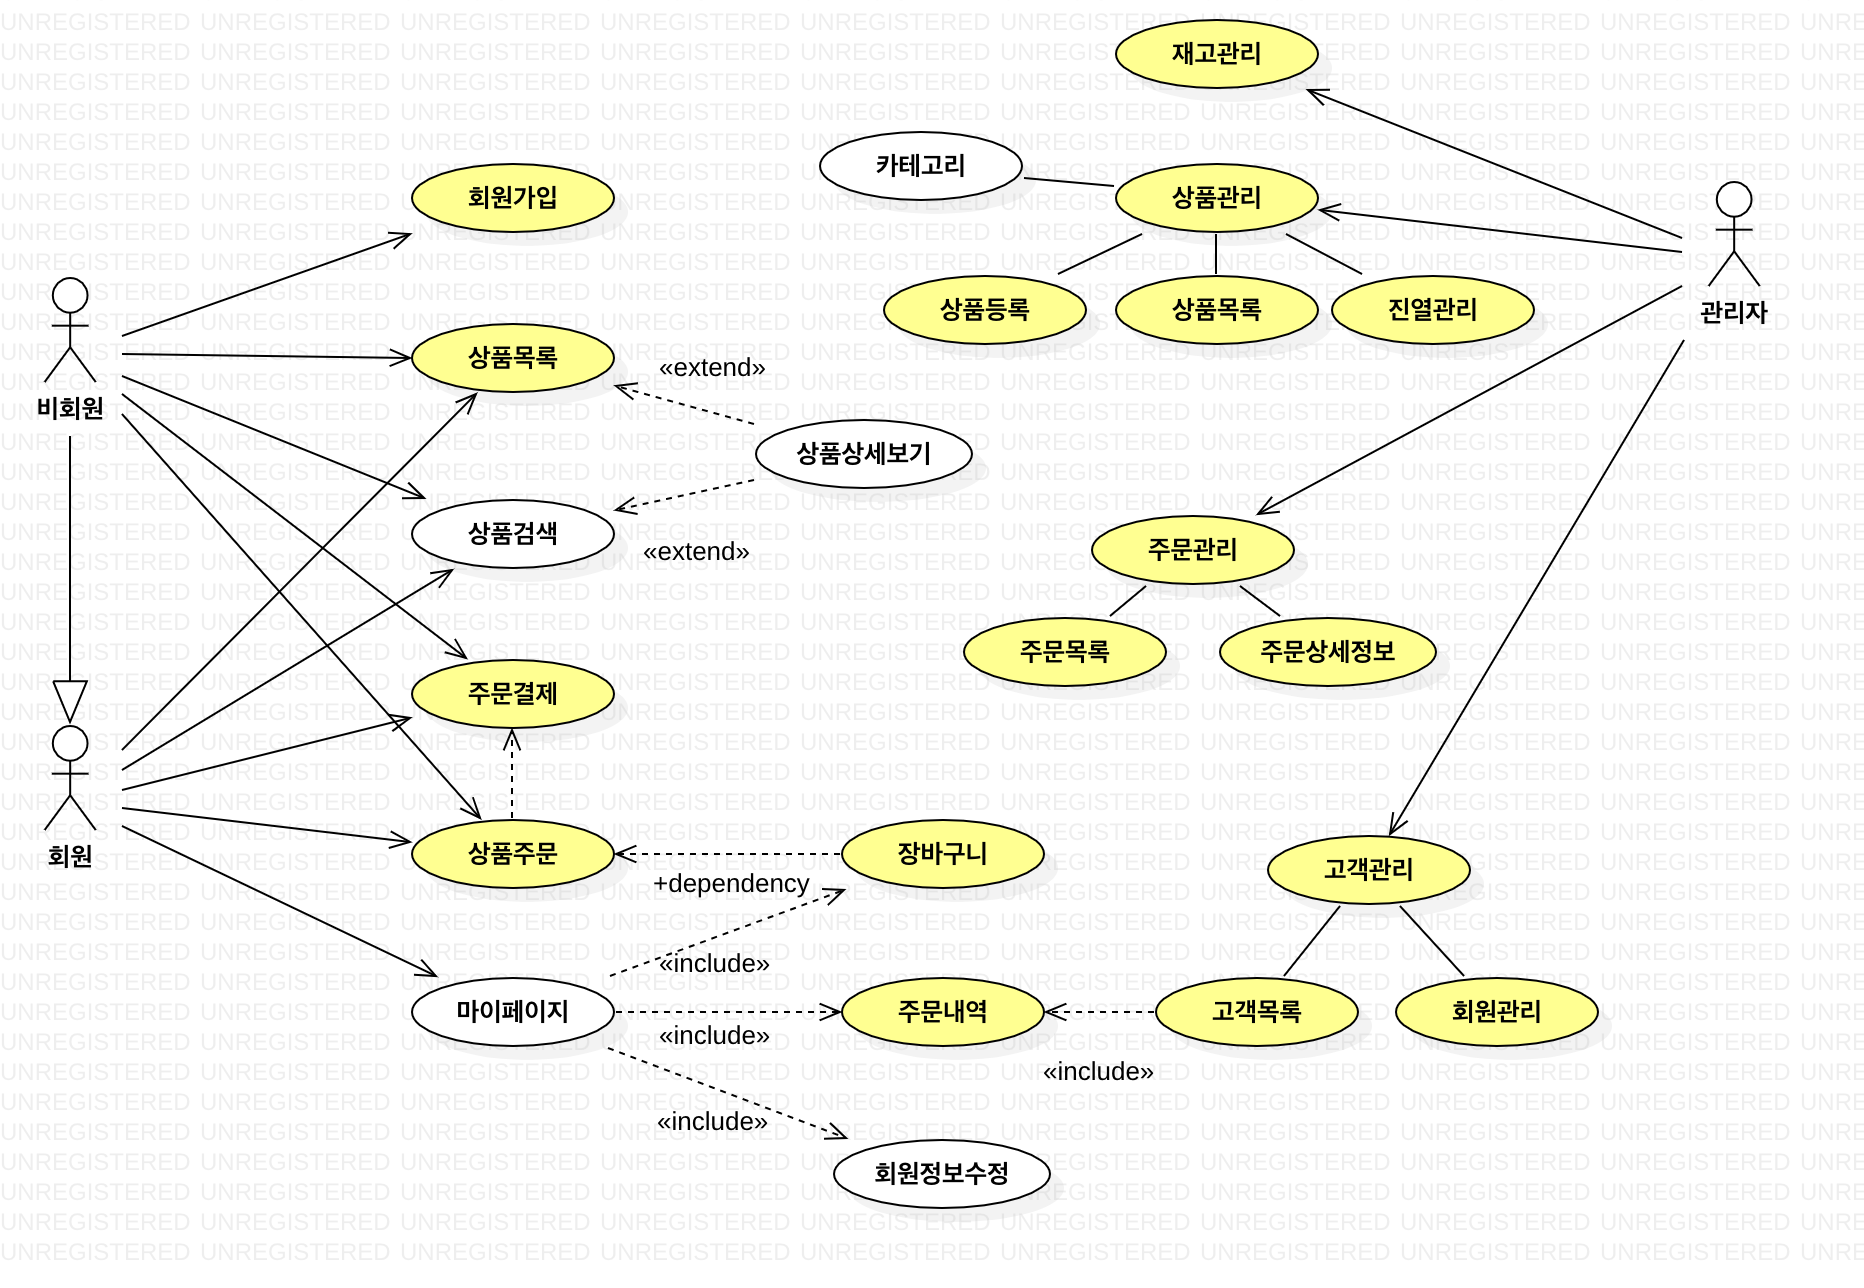 재고관리
카테고리
회원가입
상품관리
상품등록
상품목록
진열관리
관리자
비회원
상품목록
«extend»
상품상세보기
상품검색
«extend»
주문관리
주문목록
주문상세정보
주문결제
회원
상품주문
장바구니
고객관리
+dependency
«include»
마이페이지
주문내역
고객목록
회원관리
«include»
«include»
«include»
회원정보수정
UNREGISTERED